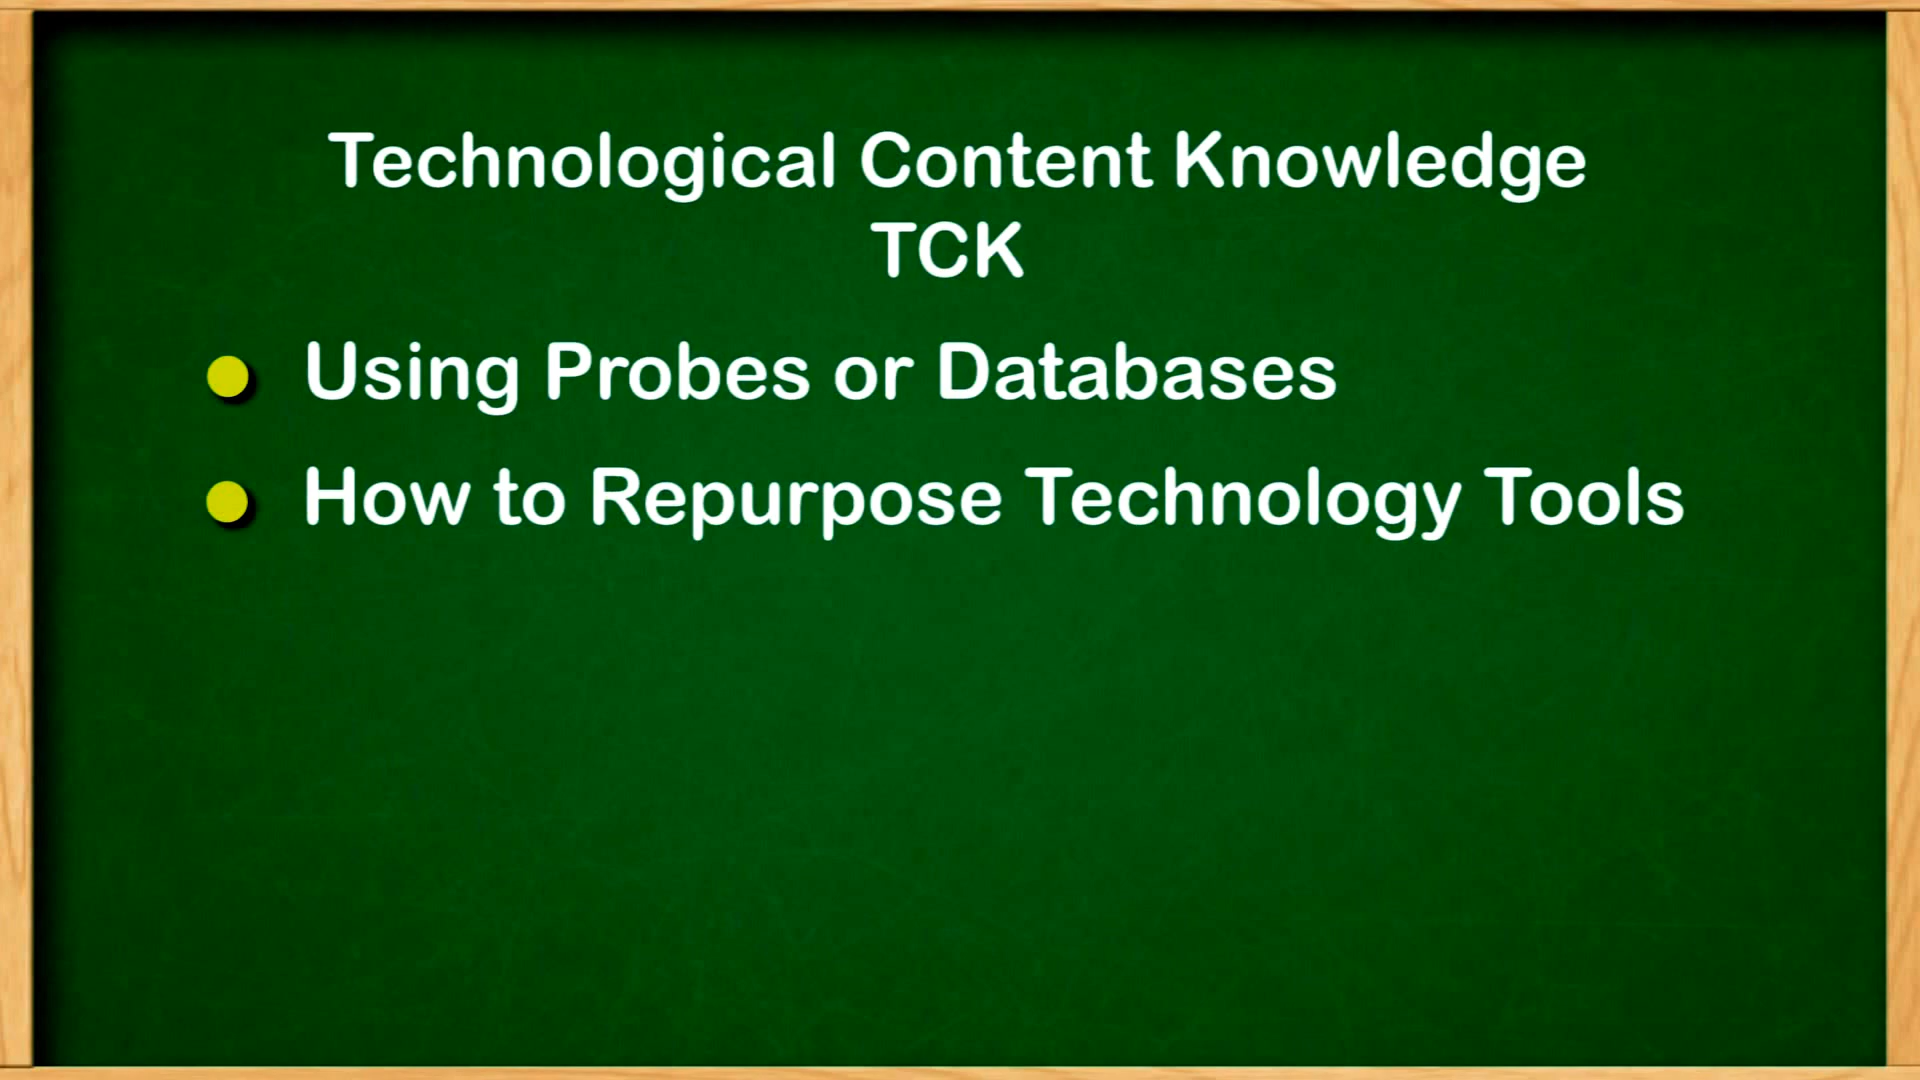 Technological Content Knowledge
TCK
Using Probes or Databases
How to Repurpose Technology Tools